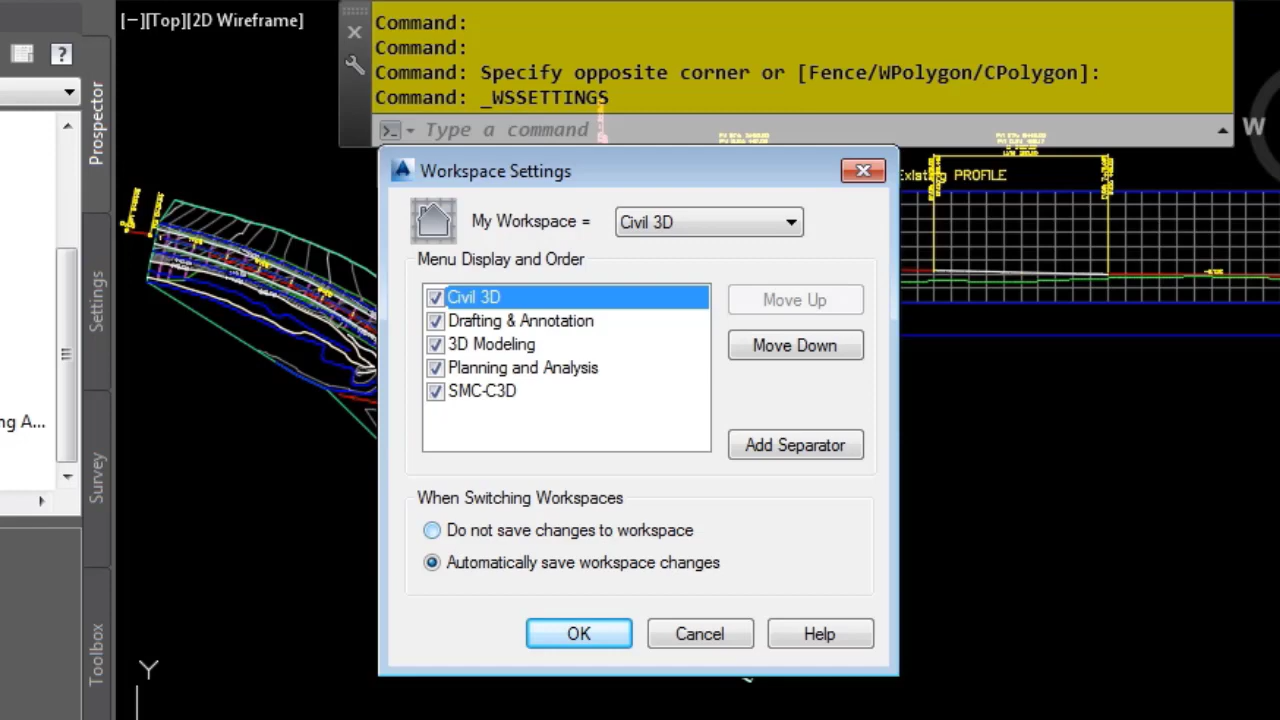 [−][Top][2D Wireframe]
Command:
Command:
Command: Specify opposite corner or [Fence/WPolygon/CPolygon]:
Command: _WSSETTINGS
Type a command
W
?
Prospector
Settings
Survey
Toolbox
ng A...
Workspace Settings
PROFILE
My Workspace =
Civil 3D
Menu Display and Order
Civil 3D
Drafting & Annotation
3D Modeling
Planning and Analysis
SMC-C3D
Move Up
Move Down
Add Separator
When Switching Workspaces
Do not save changes to workspace
Automatically save workspace changes
OK
Cancel
Help
Y